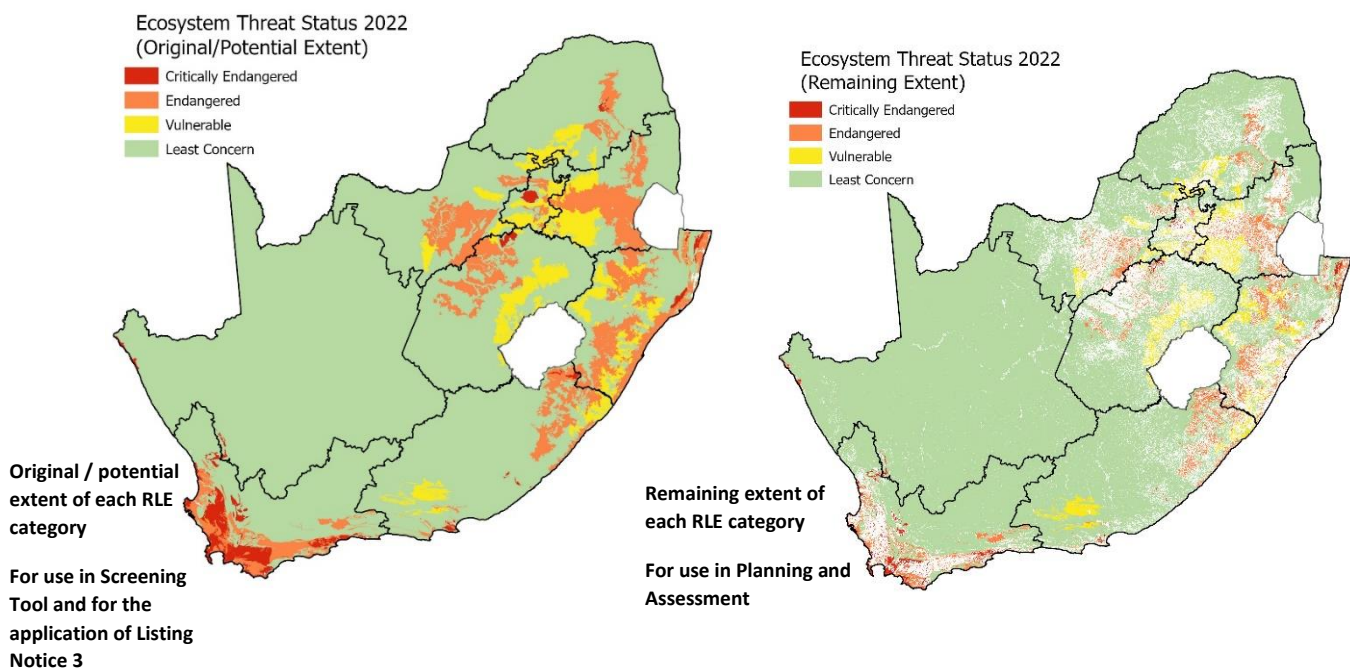 Ecosystem Threat Status 2022
(Original/Potential Extent)
Critically Endangered
Endangered
Vulnerable
Least Concern
Original / potential
extent of each RLE
category
For use in Screening
Tool and for the
application of Listing
Notice 3
Ecosystem Threat Status 2022
(Remaining Extent)
Critically Endangered
Endangered
Vulnerable
Least Concern
Remaining extent of
each RLE category
For use in Planning and
Assessment